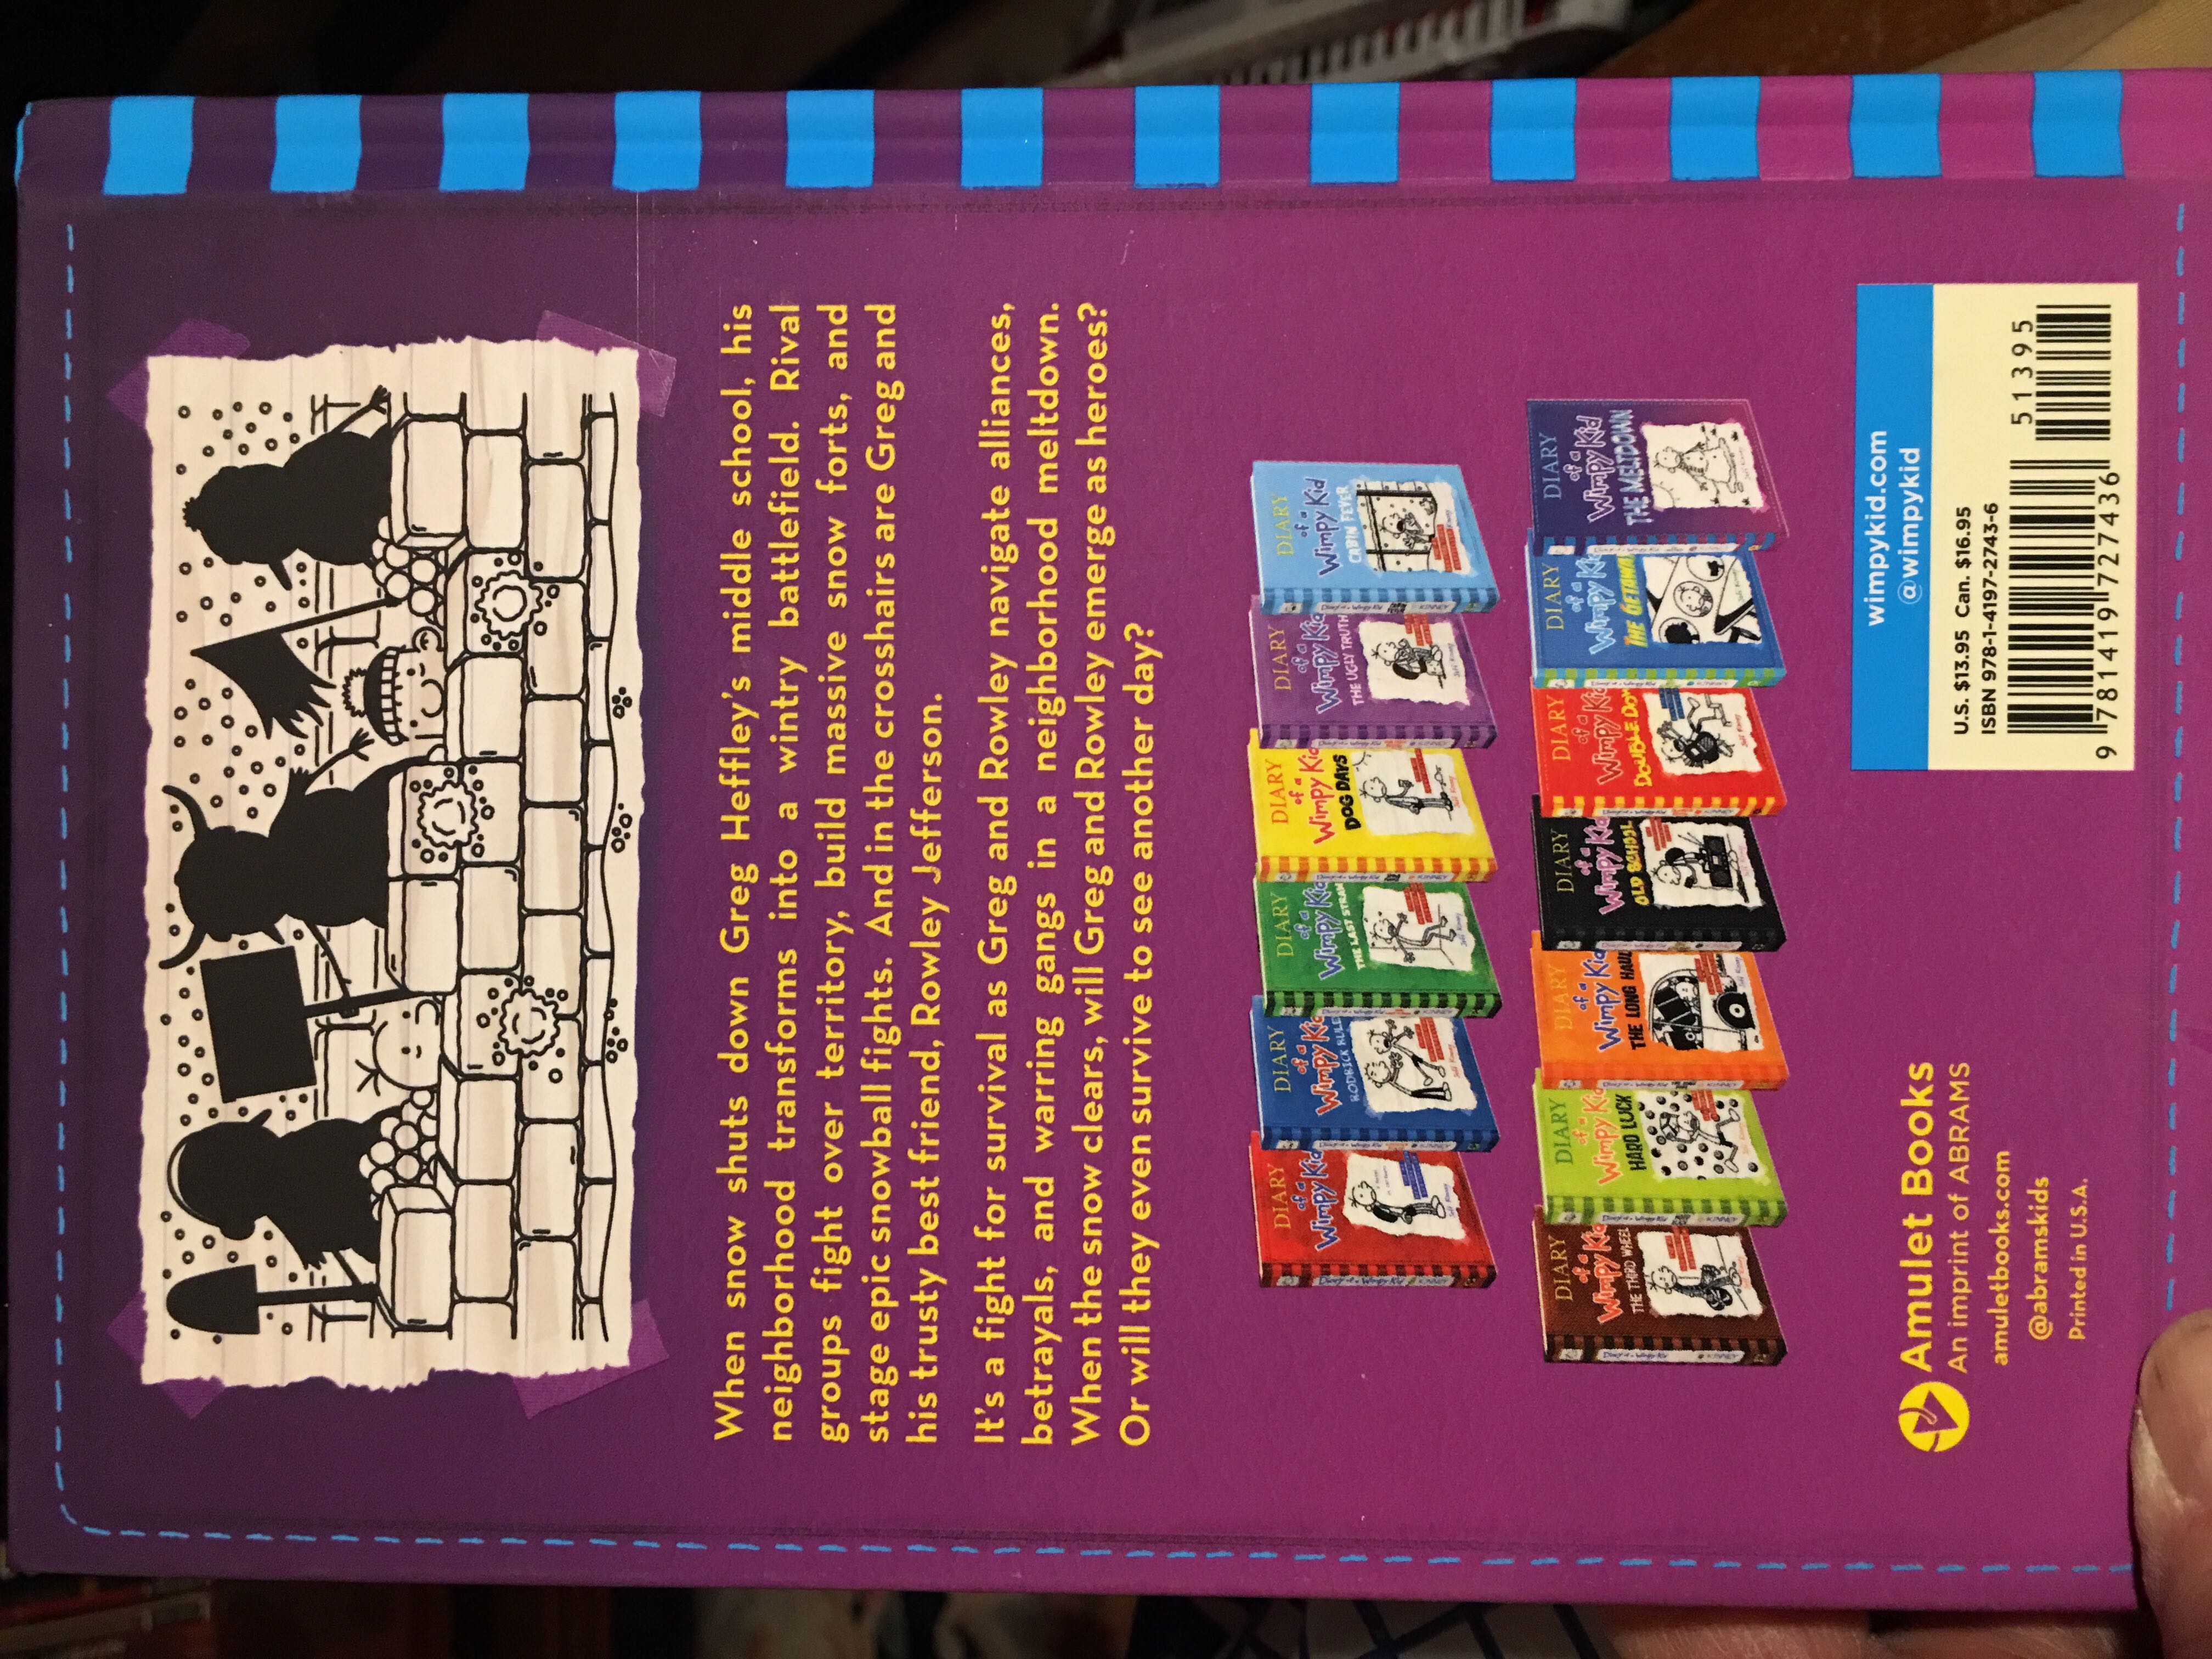 When snow shuts down Greg Heffley's middle school, his
neighborhood transforms into a wintry battlefield. Rival
groups fight over territory, build massive snow forts, and
stage epic snowball fights. And in the crosshairs are Greg and
his trusty best friend, Rowley Jefferson.
It's a fight for survival as Greg and Rowley navigate alliances,
betrayals, and warring gangs in a neighborhood meltdown.
When the snow clears, will Greg and Rowley emerge as heroes?
Or will they even survive to see another day?
DIARY
of a
Wimpy Kid
DIARY
of a
Wimpy Kid
RODRICK RULES
DIARY
of a
Wimpy Kid
THE LAST STRAW
DIARY
of a
Wimpy Kid
DOG DAYS
DIARY
of a
Wimpy Kid
THE UGLY TRUTH
DIARY
of a
Wimpy Kid
CABIN FEVER
DIARY
of a
Wimpy Kid
THE THIRD WHEEL
DIARY
of a
Wimpy Kid
HARD LUCK
DIARY
of a
Wimpy Kid
THE LONG HAUL
DIARY
of a
Wimpy Kid
OLD SCHOOL
DIARY
of a
Wimpy Kid
DOUBLE DOWN
DIARY
of a
Wimpy Kid
THE GETAWAY
DIARY
of a
Wimpy Kid
THE MELTDOWN
Amulet Books
An imprint of ABRAMS
amuletbooks.com
@abramskids
Printed in U.S.A.
wimpykid.com
@wimpykid
U.S. $13.95 Can. $16.95
ISBN 978-1-4197-2743-6
51395
9 781419 727436